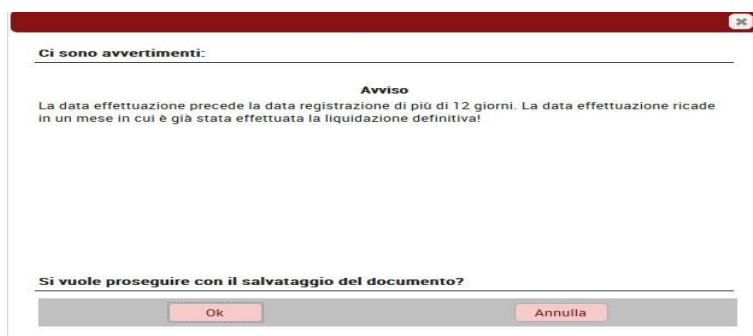 Ci sono avvertimenti:
Avviso
La data effettuazione precede la data registrazione di più di 12 giorni. La data effettuazione ricade
in un mese in cui è già stata effettuata la liquidazione definitiva!
Si vuole proseguire con il salvataggio del documento?
Ok Annulla